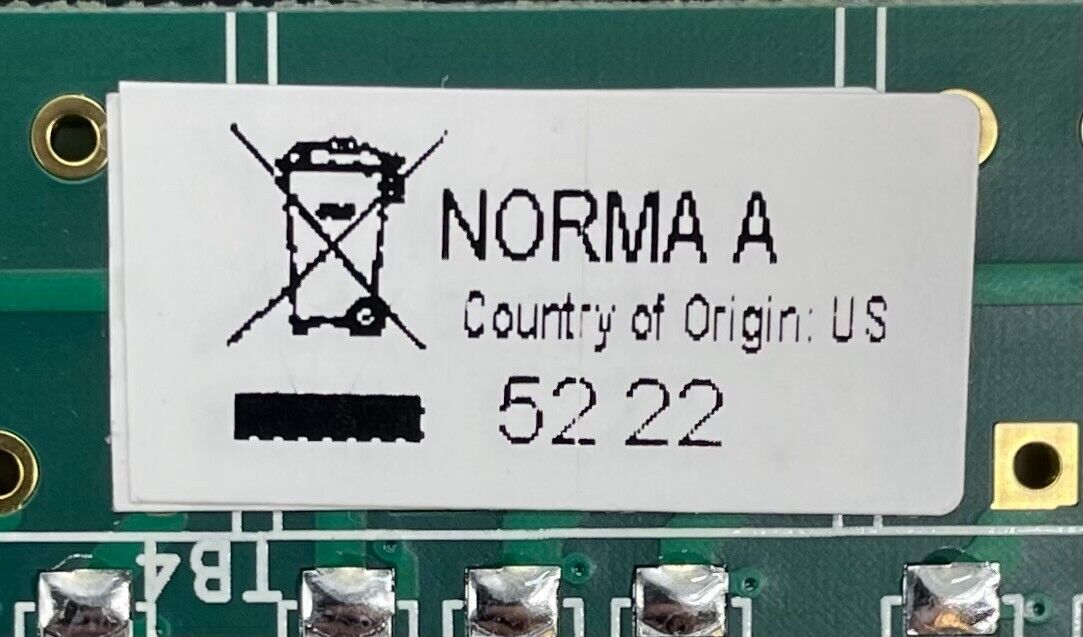 NORMA A
Country of Origin: US
52 22
TB4